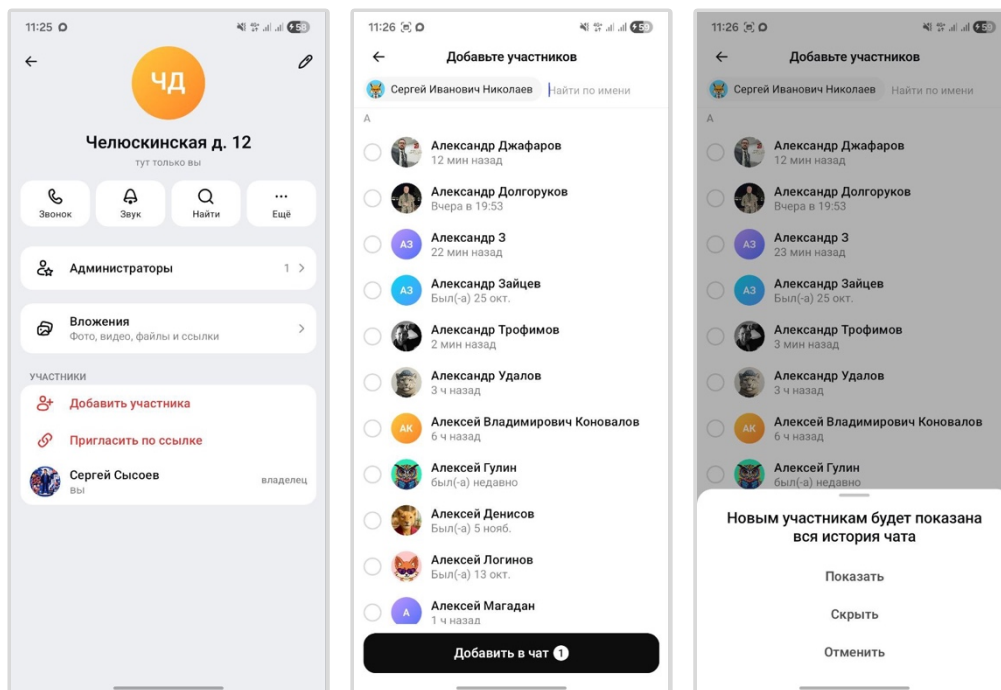 11:25
58
ЧД
Челюскинская д. 12
тут только вы
Звонок
Звук
Найти
Ещё
Администраторы
1
Вложения
Фото, видео, файлы и ссылки
УЧАСТНИКИ
Добавить участника
Пригласить по ссылке
Сергей Сысоев
вы
владелец
11:26
59
Добавьте участников
Сергей Иванович Николаев
Найти по имени
А
Александр Джафаров
12 мин назад
Александр Долгоруков
Вчера в 19:53
АЗ
Александр З
22 мин назад
АЗ
Александр Зайцев
Был(-а) 25 окт.
Александр Трофимов
2 мин назад
Александр Удалов
3 ч назад
АК
Алексей Владимирович Коновалов
6 ч назад
Алексей Гулин
был(-а) недавно
Алексей Денисов
Был(-а) 5 нояб.
Алексей Логинов
Был(-а) 13 окт.
А
Алексей Магадан
1 ч назад
Добавить в чат 1
11:26
59
Добавьте участников
Сергей Иванович Николаев
Найти по имени
А
Александр Джафаров
12 мин назад
Александр Долгоруков
Вчера в 19:53
АЗ
Александр З
23 мин назад
АЗ
Александр Зайцев
Был(-а) 25 окт.
Александр Трофимов
3 мин назад
Александр Удалов
3 ч назад
АК
Алексей Владимирович Коновалов
6 ч назад
Алексей Гулин
был(-а) недавно
Новым участникам будет показана
вся история чата
Показать
Скрыть
Отменить